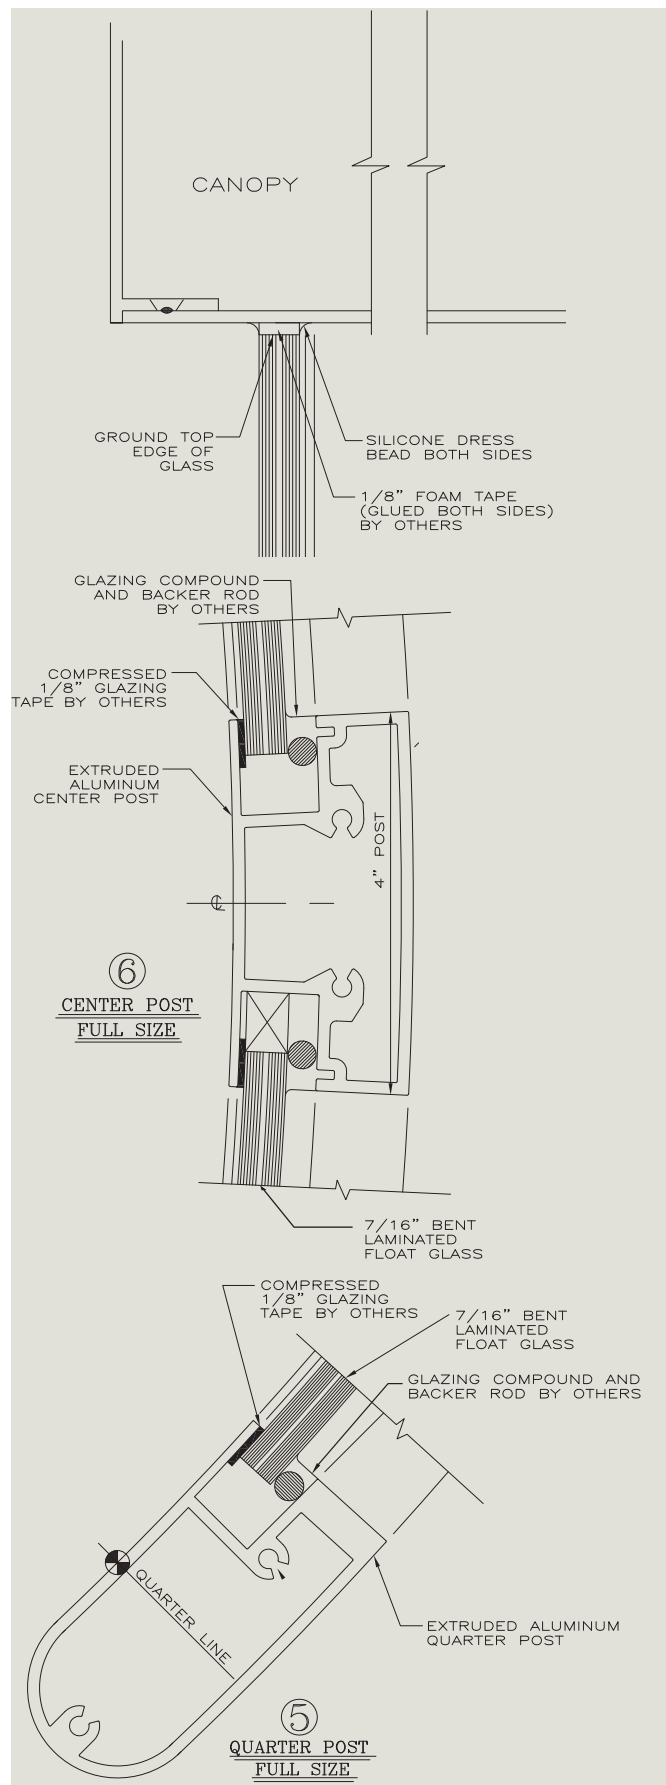 CANOPY
GROUND TOP
EDGE OF
GLASS
SILICONE DRESS
BEAD BOTH SIDES
1/8" FOAM TAPE
(GLUED BOTH SIDES)
BY OTHERS
GLAZING COMPOUND
AND BACKER ROD
BY OTHERS
COMPRESSED
1/8" GLAZING
TAPE BY OTHERS
EXTRUDED
ALUMINUM
CENTER POST
4" POST
℄
6
CENTER POST
FULL SIZE
7/16" BENT
LAMINATED
FLOAT GLASS
COMPRESSED
1/8" GLAZING
TAPE BY OTHERS
7/16" BENT
LAMINATED
FLOAT GLASS
GLAZING COMPOUND AND
BACKER ROD BY OTHERS
QUARTER LINE
EXTRUDED ALUMINUM
QUARTER POST
5
QUARTER POST
FULL SIZE